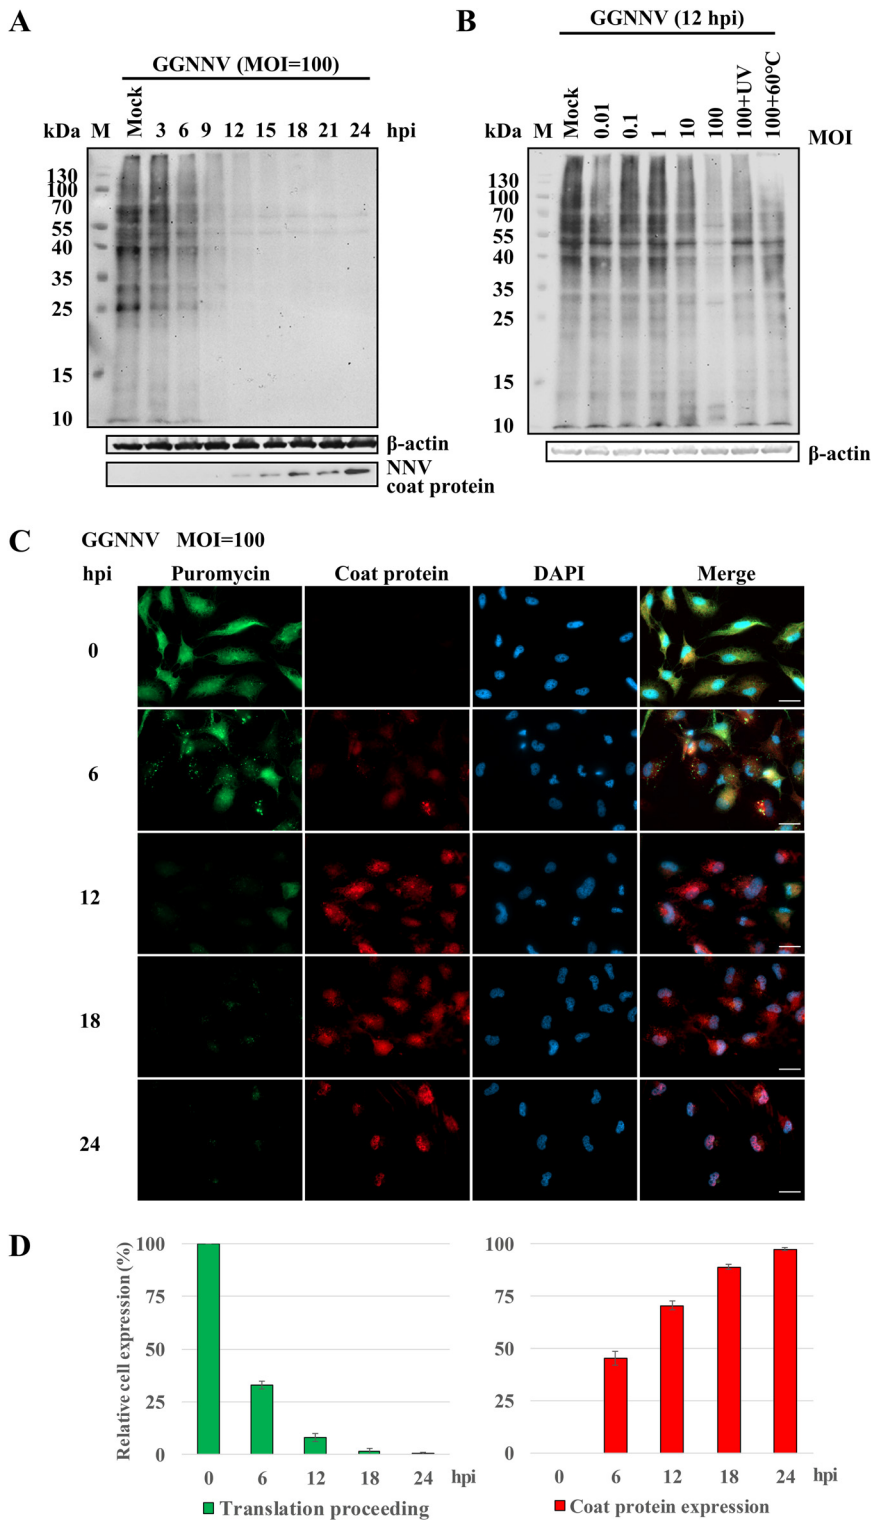 A
GGNNV (MOI=100)
kDa M Mock 3 6 9 12 15 18 21 24 hpi
130
100
70
55
40
35
25
15
10
β-actin
NNV
coat protein
B
GGNNV (12 hpi)
kDa M Mock 0.01 0.1 1 10 100 100+UV 100+60℃ MOI
130
100
70
55
40
35
25
15
10
β-actin
C GGNNV MOI=100
hpi Puromycin Coat protein DAPI Merge
0
6
12
18
24
D
Relative cell expression (%)
100
75
50
25
0
0 6 12 18 24 hpi
Translation proceeding
100
75
50
25
0
0 6 12 18 24 hpi
Coat protein expression